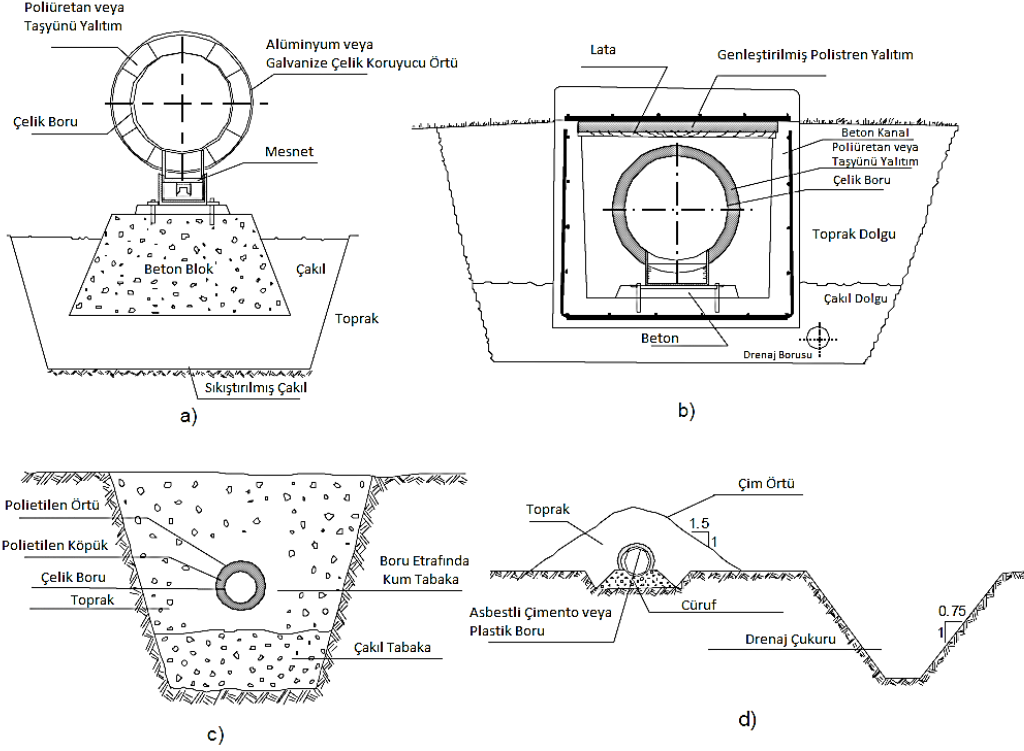 Poliüretan veya
Taşyünü Yalıtım
Alüminyum veya
Galvanize Çelik Koruyucu Örtü
Çelik Boru
Mesnet
Beton Blok
Çakıl
Toprak
Sıkıştırılmış Çakıl
a)
Lata
Genleştirilmiş Polistren Yalıtım
Beton Kanal
Poliüretan veya
Taşyünü Yalıtım
Çelik Boru
Toprak Dolgu
Çakıl Dolgu
Beton
Drenaj Borusu
b)
Polietilen Örtü
Polietilen Köpük
Çelik Boru
Toprak
Boru Etrafında
Kum Tabaka
Çakıl Tabaka
c)
Çim Örtü
Toprak
1.5
1
Asbestli Çimento veya
Plastik Boru
Cüruf
Drenaj Çukuru
0.75
1
d)